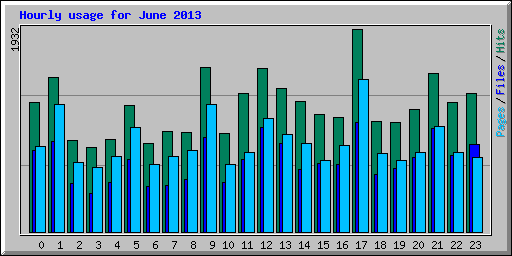 Hourly usage for June 2013
1932
Pages/Files/Hits
0 1 2 3 4 5 6 7 8 9 10 11 12 13 14 15 16 17 18 19 20 21 22 23